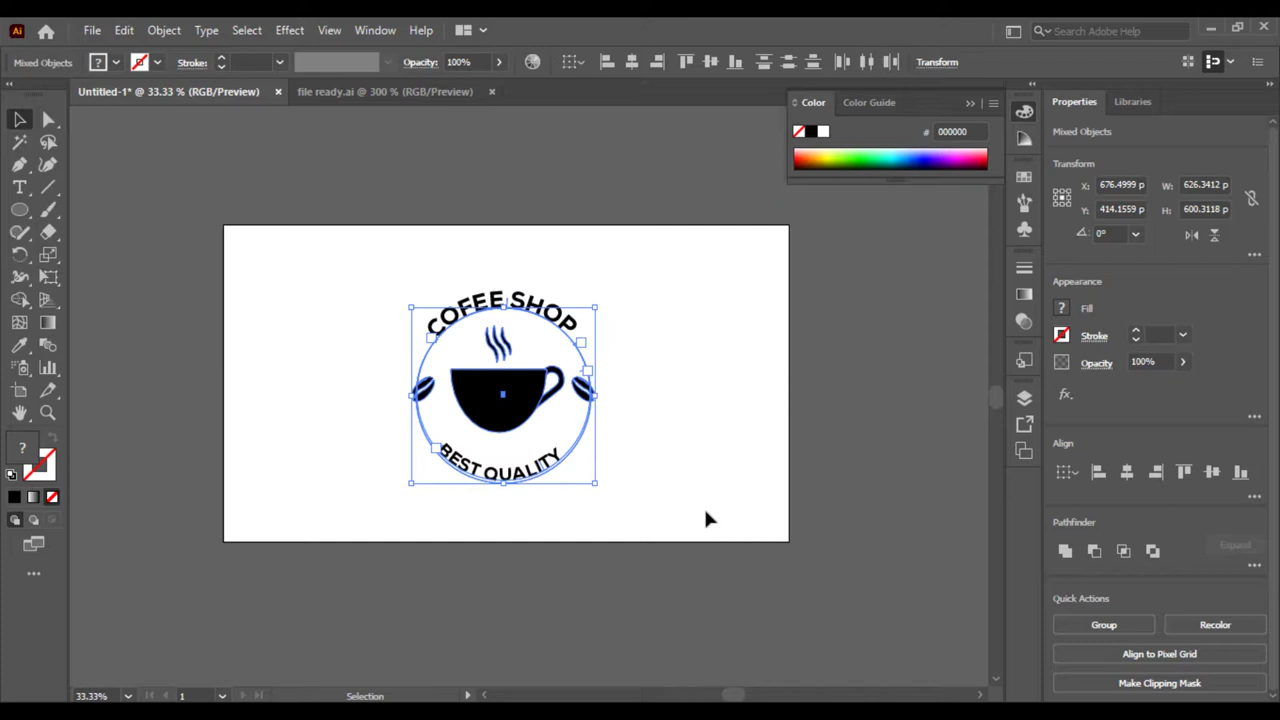 Ai File Edit Object Type Select Effect View Window Help Search Adobe Help
Mixed Objects ? Stroke: Opacity: 100% Transform
Untitled-1* @ 33.33 % (RGB/Preview) × file ready.ai @ 300 % (RGB/Preview) ×
Color Color Guide
# 000000
Properties Libraries
Mixed Objects
Transform
X: 676.4999 p W: 626.3412 p
Y: 414.1559 p H: 600.3118 p
0°
Appearance
? Fill
Stroke
Opacity 100%
fx.
Align
Pathfinder
Expand
Quick Actions
Group Recolor
Align to Pixel Grid
Make Clipping Mask
COFEE SHOP
BEST QUALITY
T
?
33.33% 1 Selection